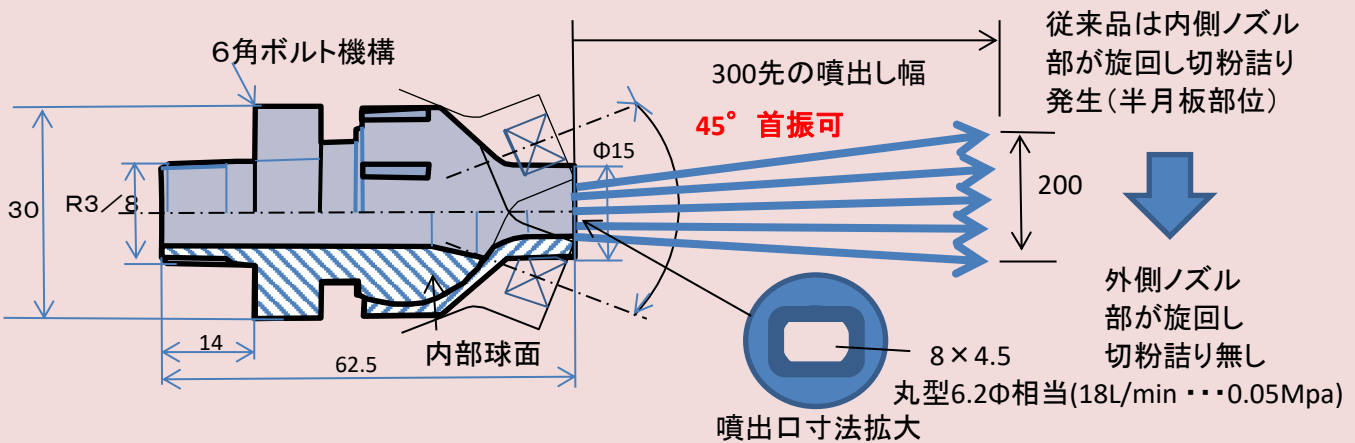 6角ボルト機構
300先の噴出し幅
45° 首振可
従来品は内側ノズル
部が旋回し切粉詰り
発生(半月板部位)
Φ15
30
R3/8
200
外側ノズル
部が旋回し
切粉詰り無し
14
62.5
内部球面
8×4.5
丸型6.2Φ相当(18L/min ・・・0.05Mpa)
噴出口寸法拡大